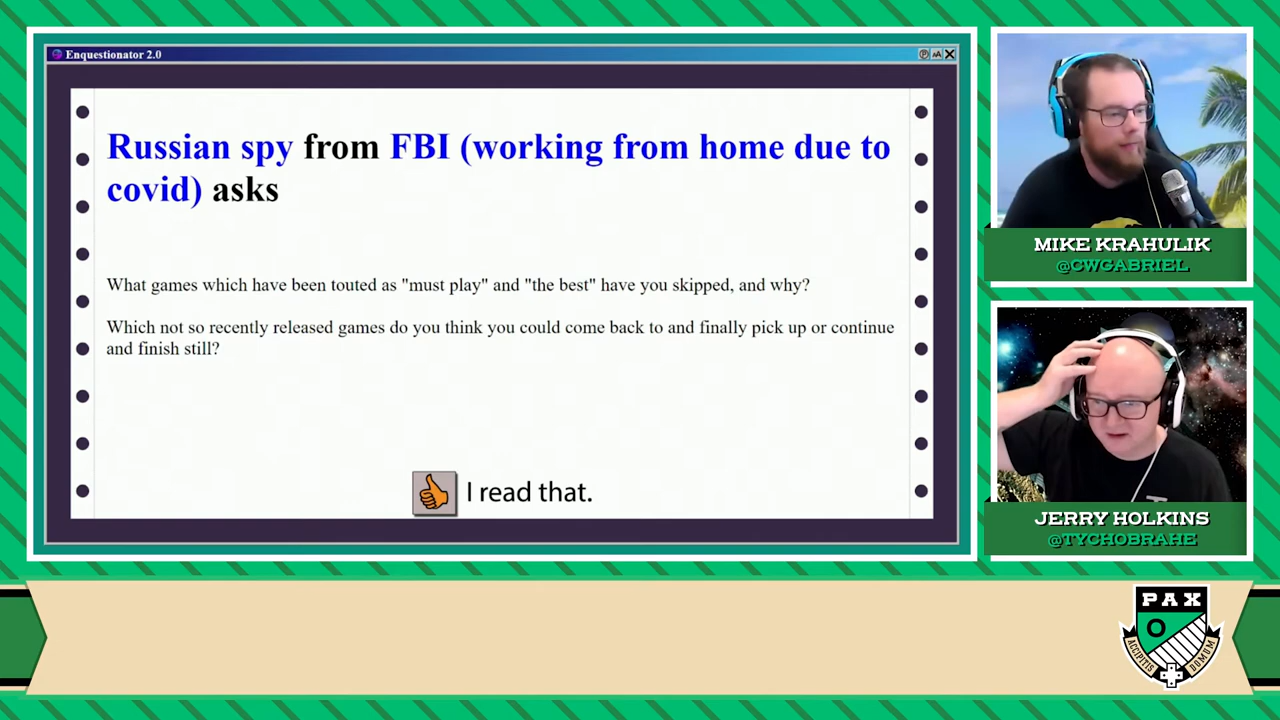 Enquestionator 2.0
Russian spy from FBI (working from home due to
covid) asks
What games which have been touted as "must play" and "the best" have you skipped, and why?
Which not so recently released games do you think you could come back to and finally pick up or continue
and finish still?
I read that.
MIKE KRAHULIK
@CWGABRIEL
JERRY HOLKINS
@TYCHOBRAHE
PAX
ACCIPITIS DOMUM